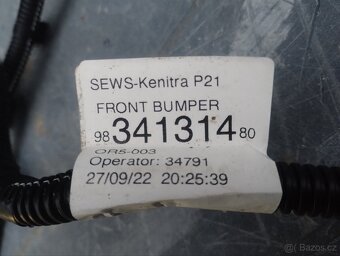 SEWS-Kenitra P21
FRONT BUMPER
98 341314 80
ORS-003
Operator: 34791
27/09/22 20:25:39
bazos.cz